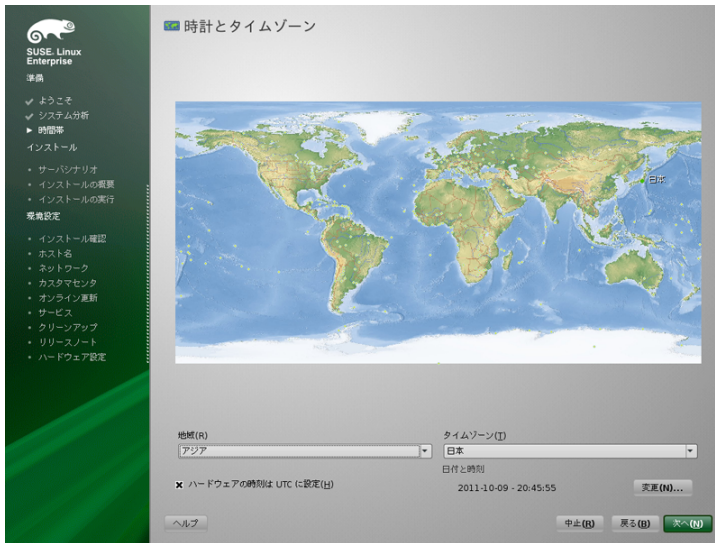 SUSE. Linux
Enterprise
準備
ようこそ
システム分析
時間帯
インストール
サーバシナリオ
インストールの概要
インストールの実行
環境設定
インストール確認
ホスト名
ネットワーク
カスタマセンタ
オンライン更新
サービス
クリーンアップ
リリースノート
ハードウェア設定
時計とタイムゾーン
日本
地域(R)
アジア
タイムゾーン(T)
日本
ハードウェアの時刻は UTC に設定(H)
日付と時刻
2011-10-09 - 20:45:55
変更(N)...
ヘルプ
中止(R)
戻る(B)
次へ(N)